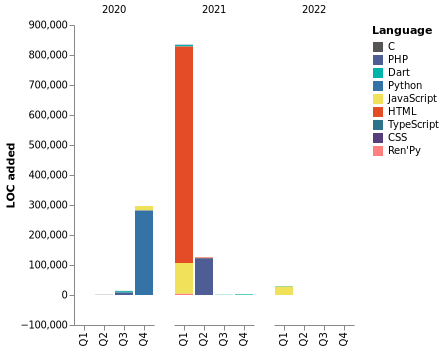 2020 2021 2022
900,000
800,000
700,000
600,000
500,000
400,000
300,000
200,000
100,000
0
−100,000
LOC added
Q1 Q2 Q3 Q4 Q1 Q2 Q3 Q4 Q1 Q2 Q3 Q4
Language
C
PHP
Dart
Python
JavaScript
HTML
TypeScript
CSS
Ren'Py